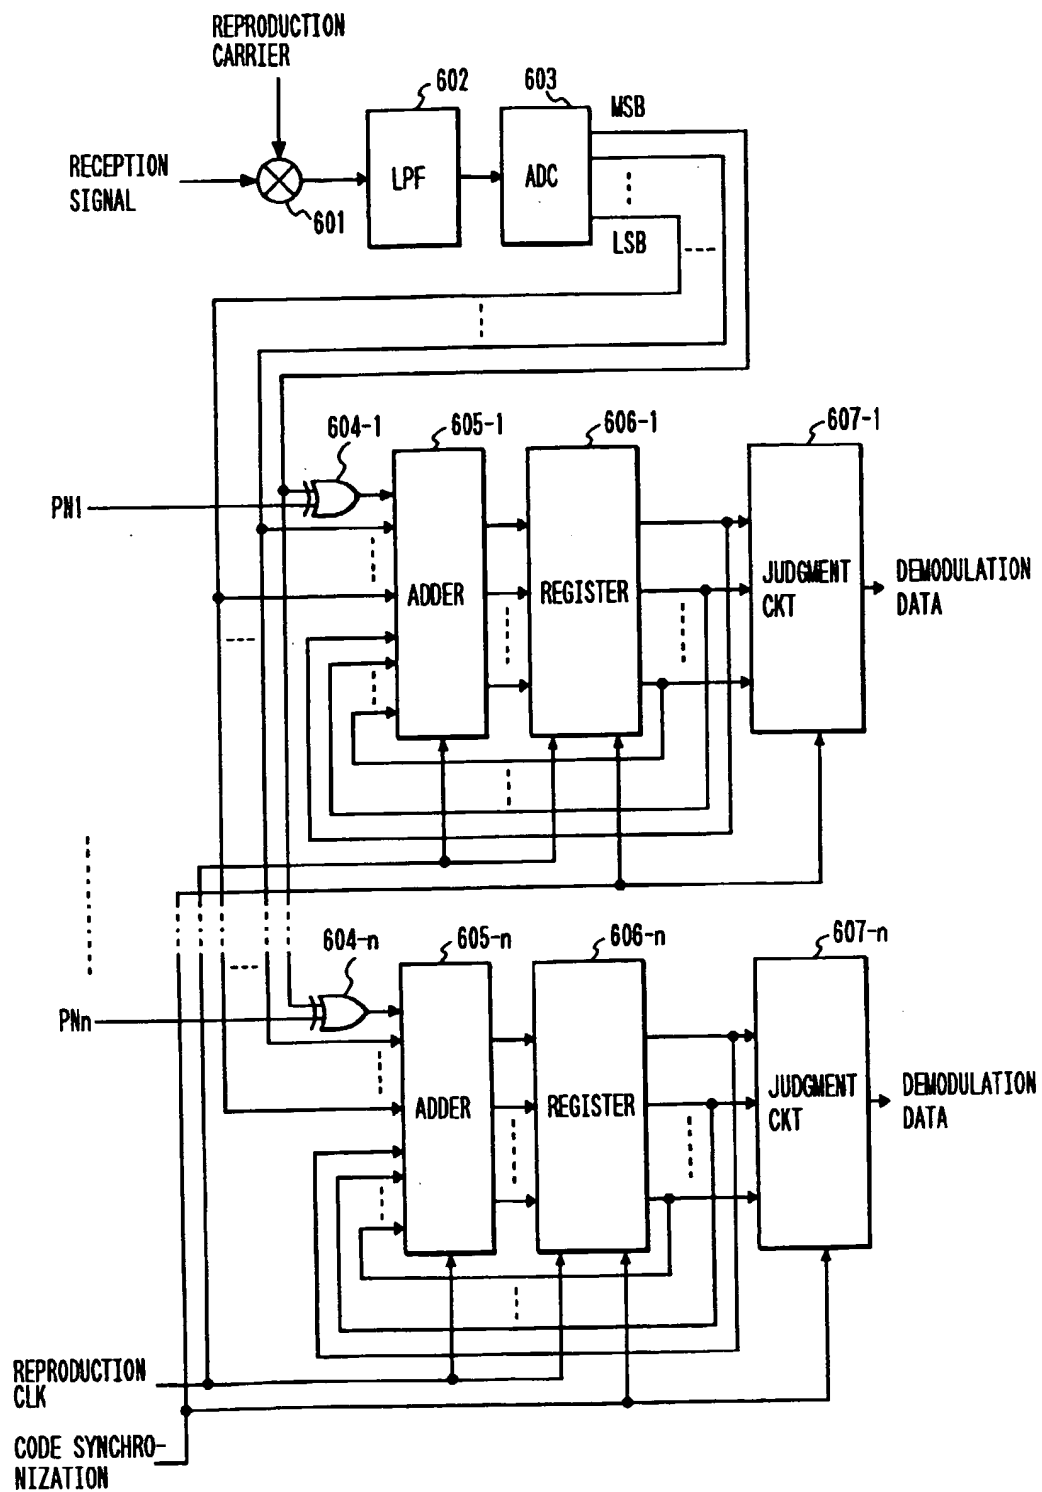 REPRODUCTION
CARRIER
602
603
MSB
RECEPTION
SIGNAL
LPF
ADC
601
LSB
604-1
605-1
606-1
607-1
PN1
ADDER
REGISTER
JUDGMENT
CKT
DEMODULATION
DATA
604-n
605-n
606-n
607-n
PNn
ADDER
REGISTER
JUDGMENT
CKT
DEMODULATION
DATA
REPRODUCTION
CLK
CODE SYNCHRO-
NIZATION